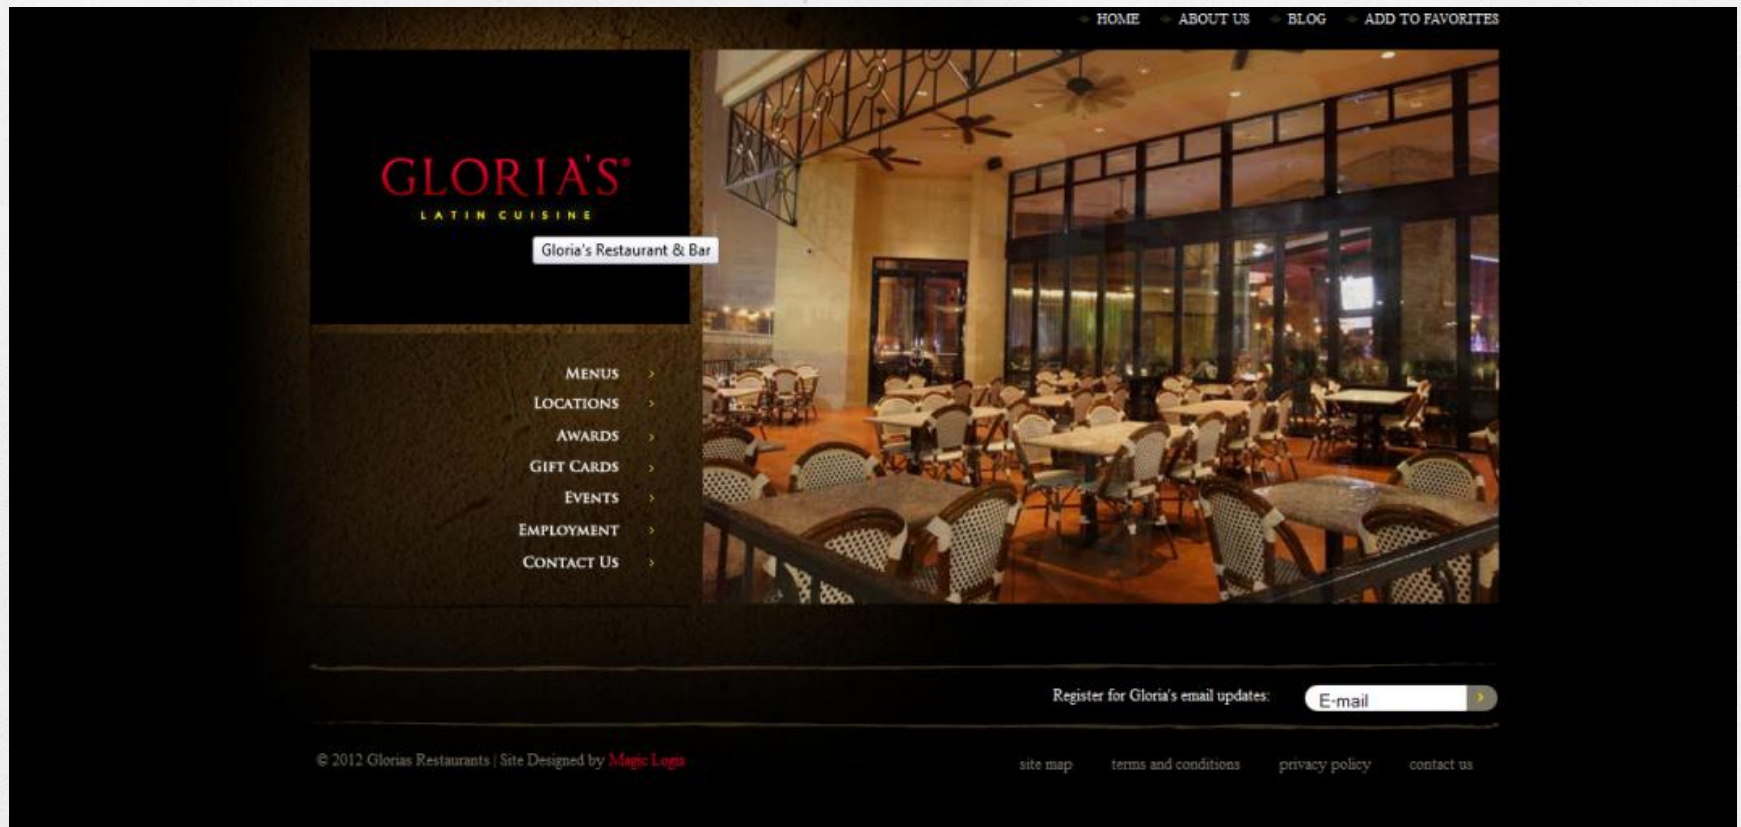 HOME ABOUT US BLOG ADD TO FAVORITES
GLORIA'S®
LATIN CUISINE
Gloria's Restaurant & Bar
MENUS
LOCATIONS
AWARDS
GIFT CARDS
EVENTS
EMPLOYMENT
CONTACT US
Register for Gloria's email updates: E-mail
© 2012 Glorias Restaurants | Site Designed by Magic Logix
site map terms and conditions privacy policy contact us